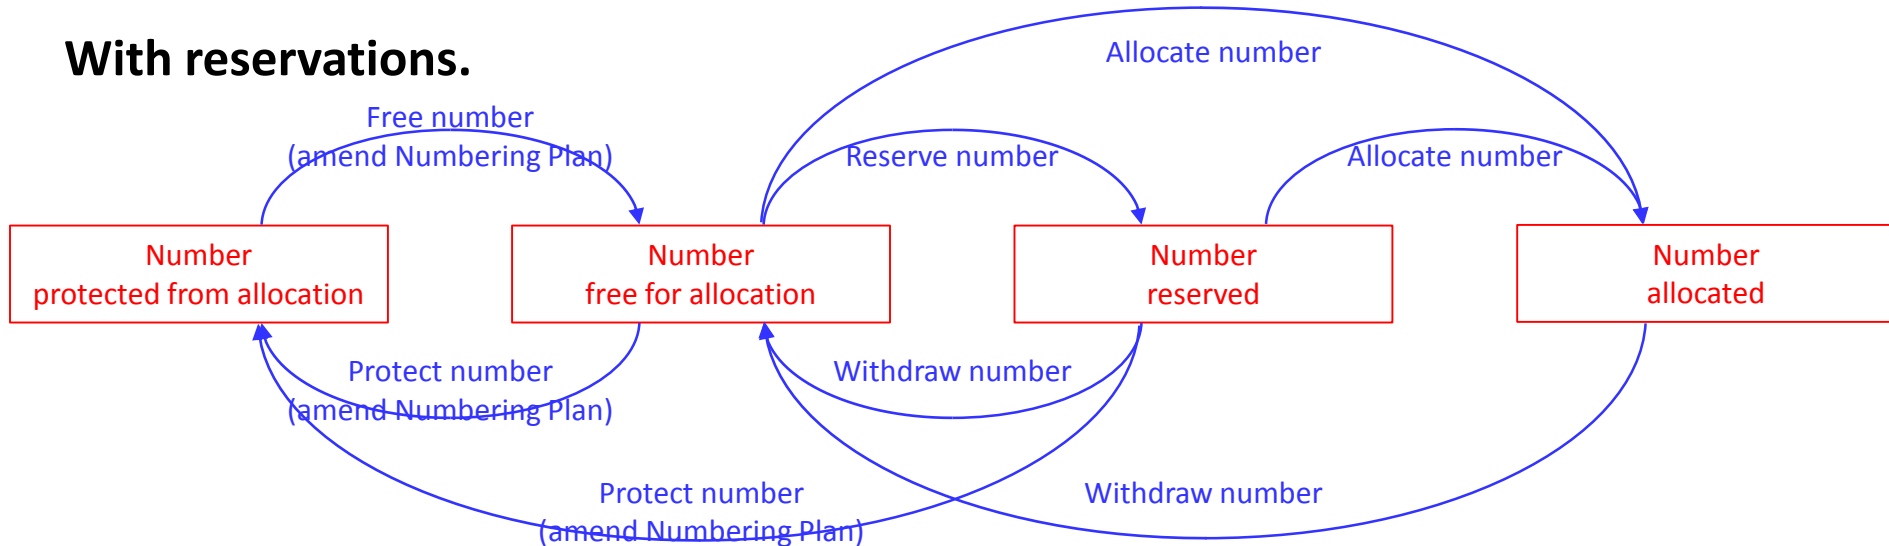 With reservations.
Allocate number
Free number
(amend Numbering Plan)
Reserve number
Allocate number
Number
protected from allocation
Number
free for allocation
Number
reserved
Number
allocated
Protect number
(amend Numbering Plan)
Withdraw number
Protect number
(amend Numbering Plan)
Withdraw number